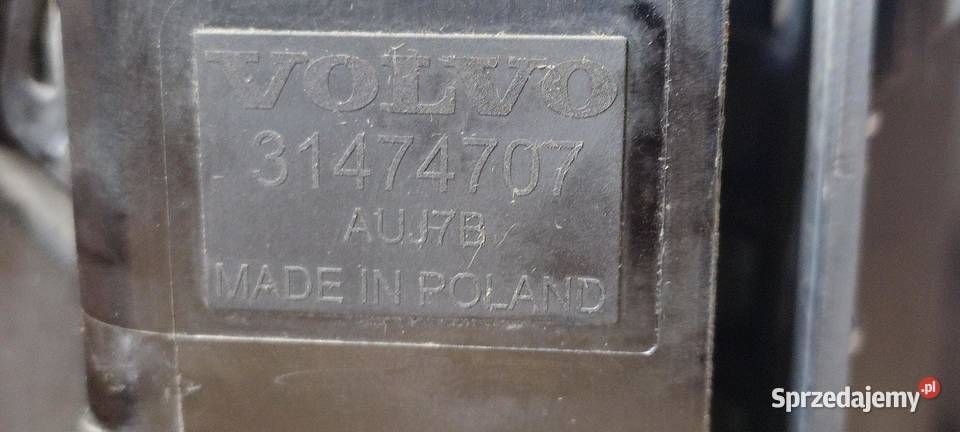 VOLVO
31474707
AUJ7B
MADE IN POLAND
Sprzedajemy.pl